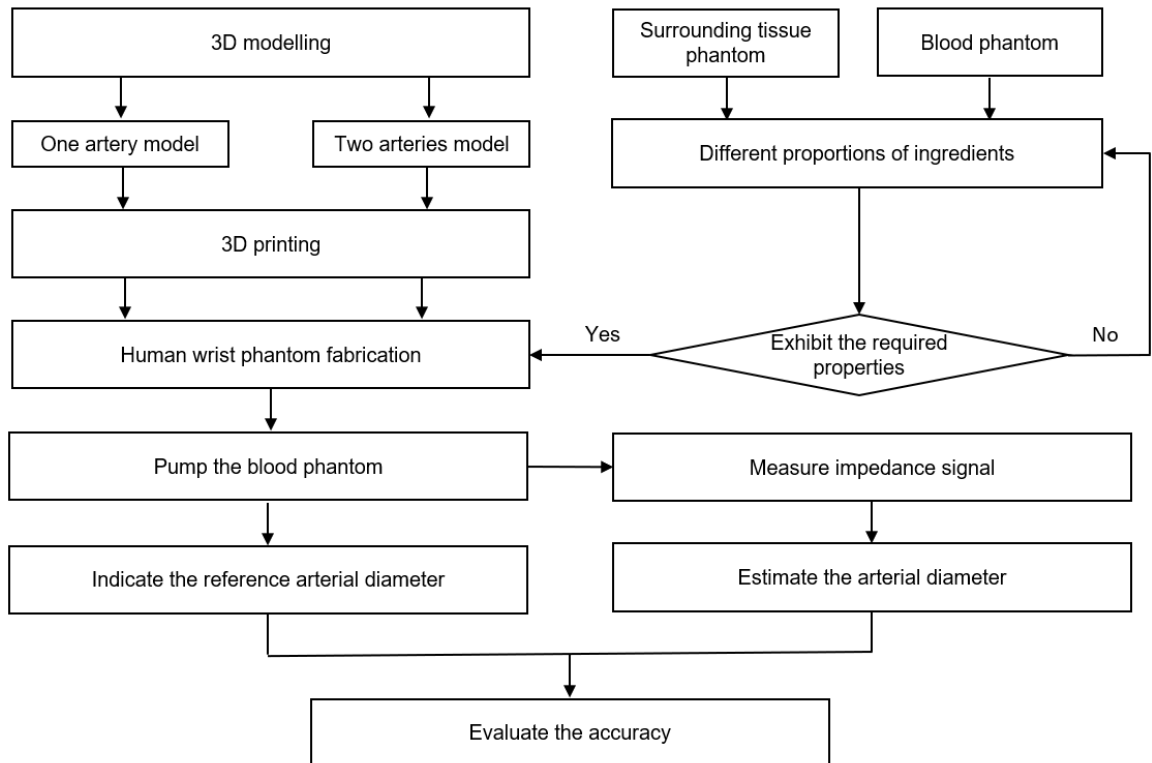 3D modelling
Surrounding tissue
phantom
Blood phantom
One artery model
Two arteries model
Different proportions of ingredients
3D printing
Yes
No
Exhibit the required
properties
Human wrist phantom fabrication
Pump the blood phantom
Measure impedance signal
Indicate the reference arterial diameter
Estimate the arterial diameter
Evaluate the accuracy